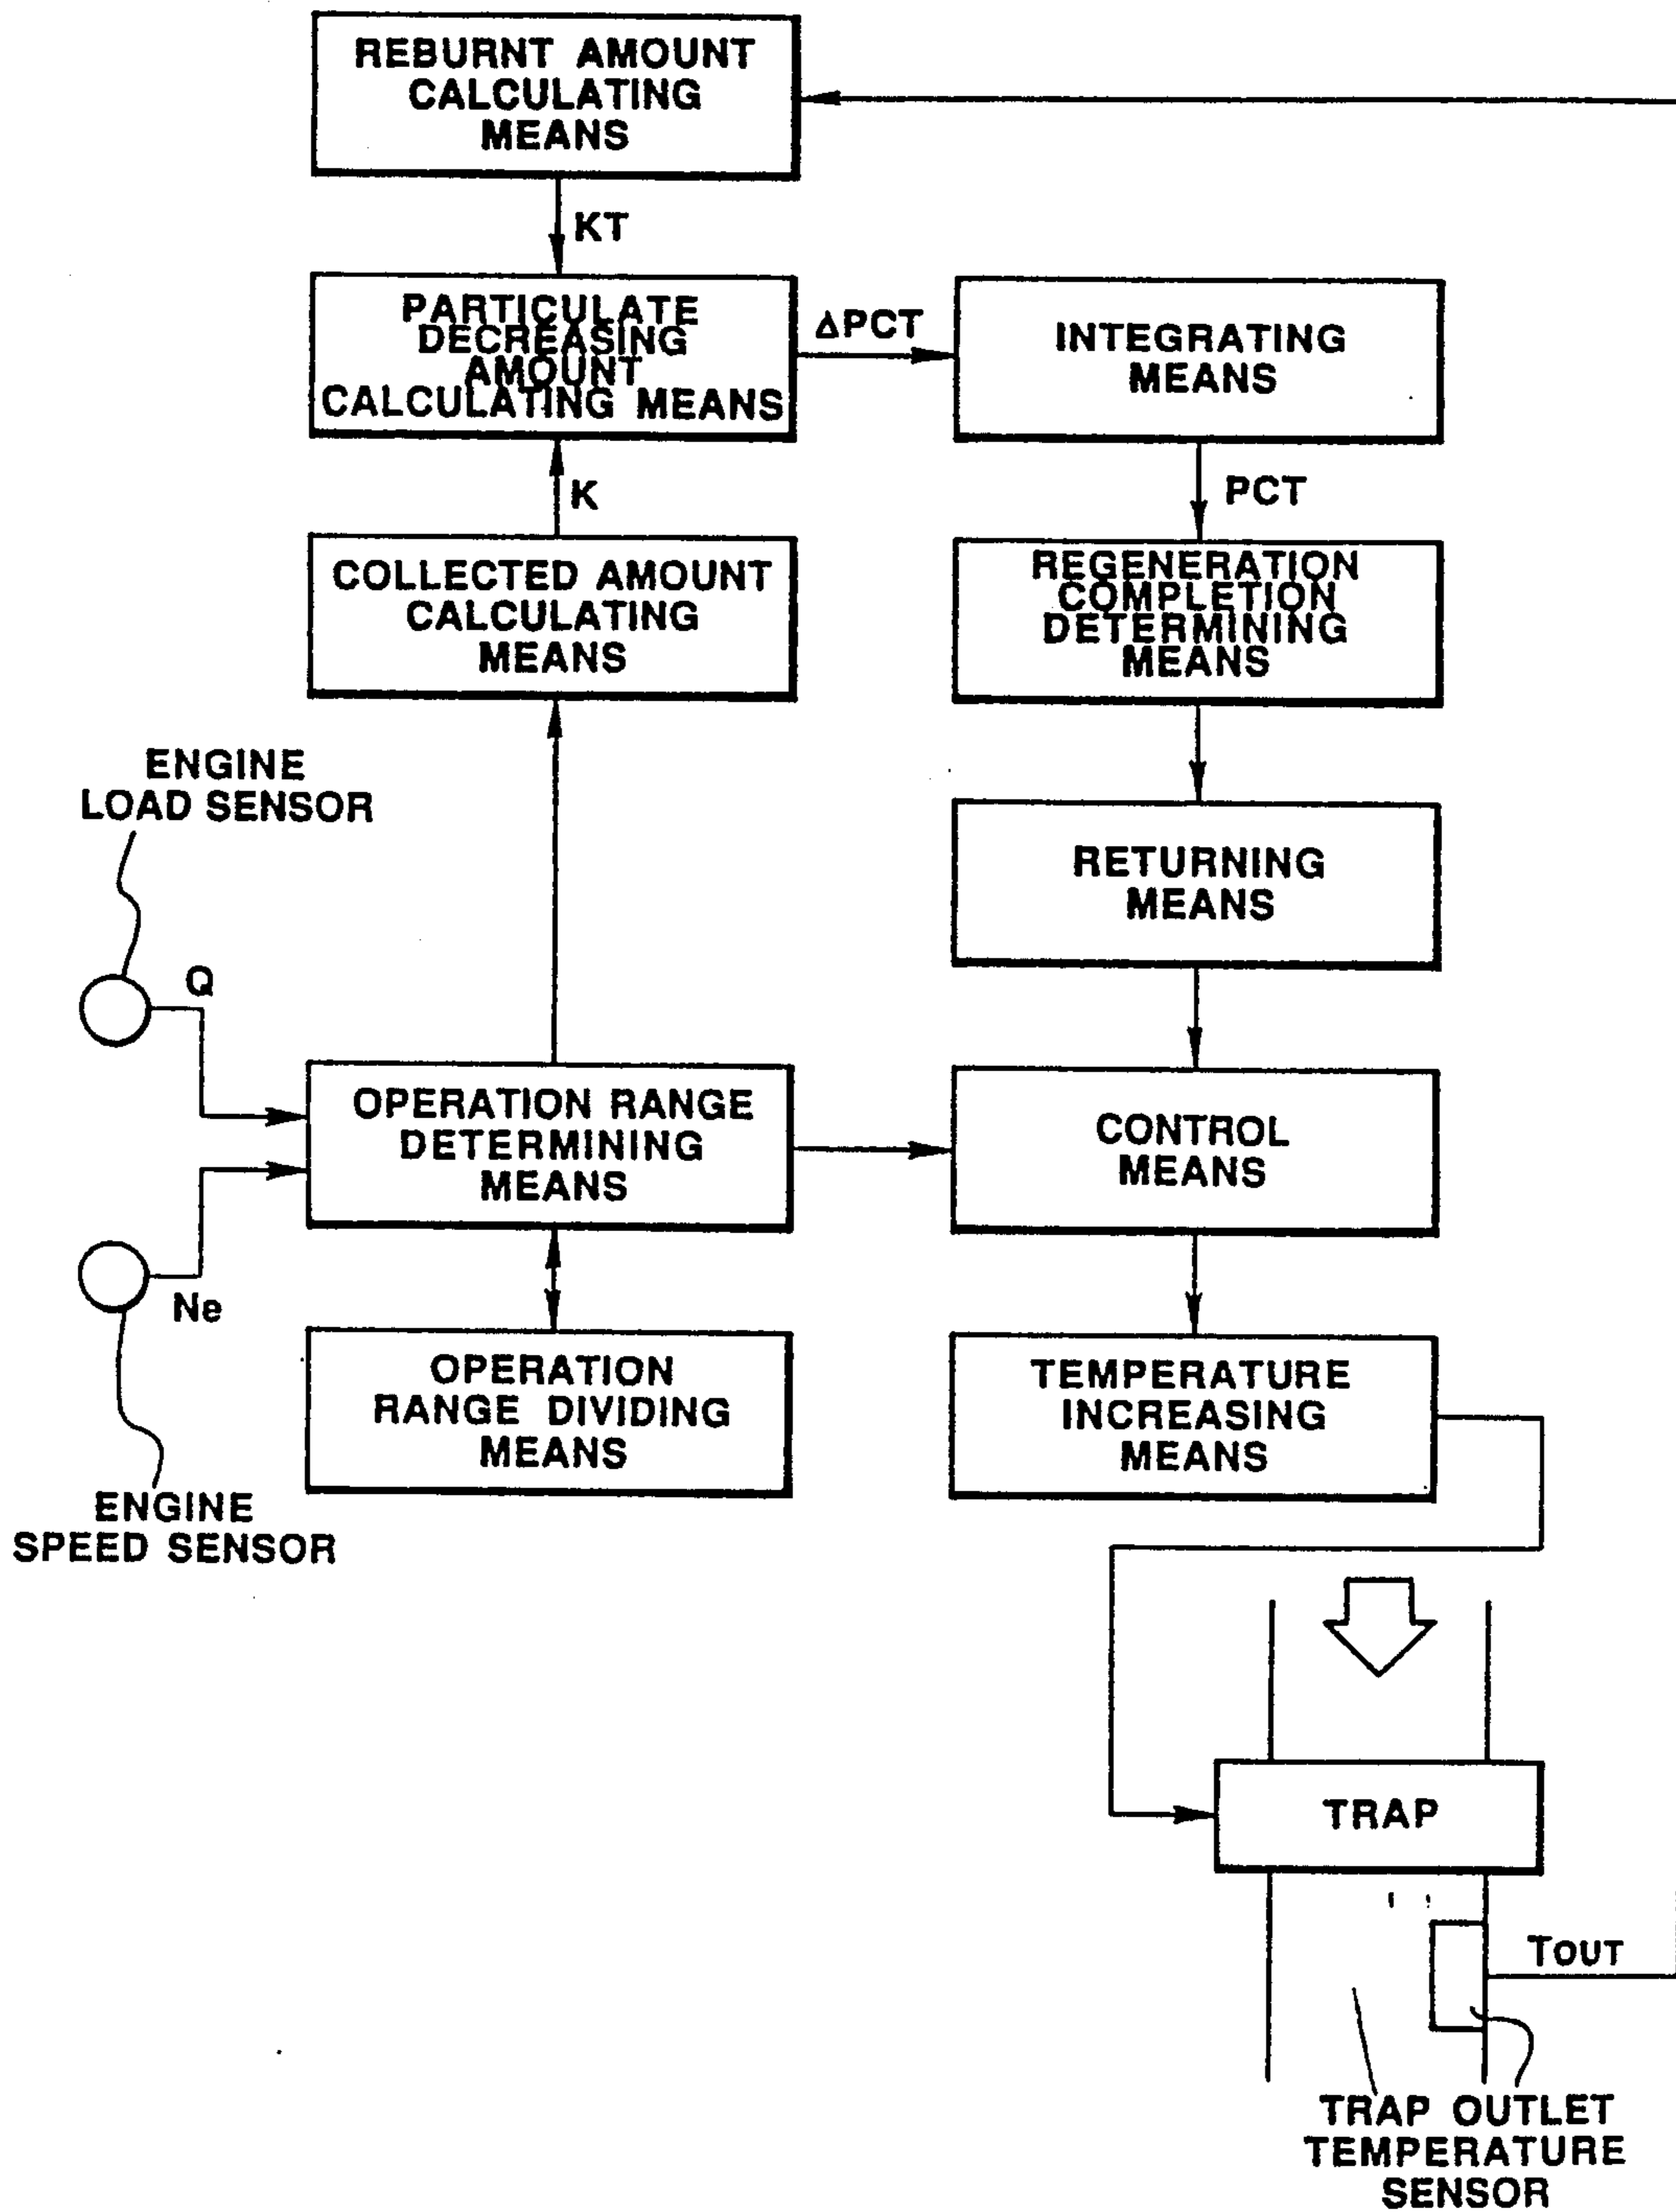 REBURNT AMOUNT
CALCULATING
MEANS
KT
PARTICULATE
DECREASING
AMOUNT
CALCULATING MEANS
ΔPCT
INTEGRATING
MEANS
K
PCT
COLLECTED AMOUNT
CALCULATING
MEANS
REGENERATION
COMPLETION
DETERMINING
MEANS
ENGINE
LOAD SENSOR
RETURNING
MEANS
Q
OPERATION RANGE
DETERMINING
MEANS
CONTROL
MEANS
Ne
OPERATION
RANGE DIVIDING
MEANS
TEMPERATURE
INCREASING
MEANS
ENGINE
SPEED SENSOR
TRAP
TOUT
TRAP OUTLET
TEMPERATURE
SENSOR